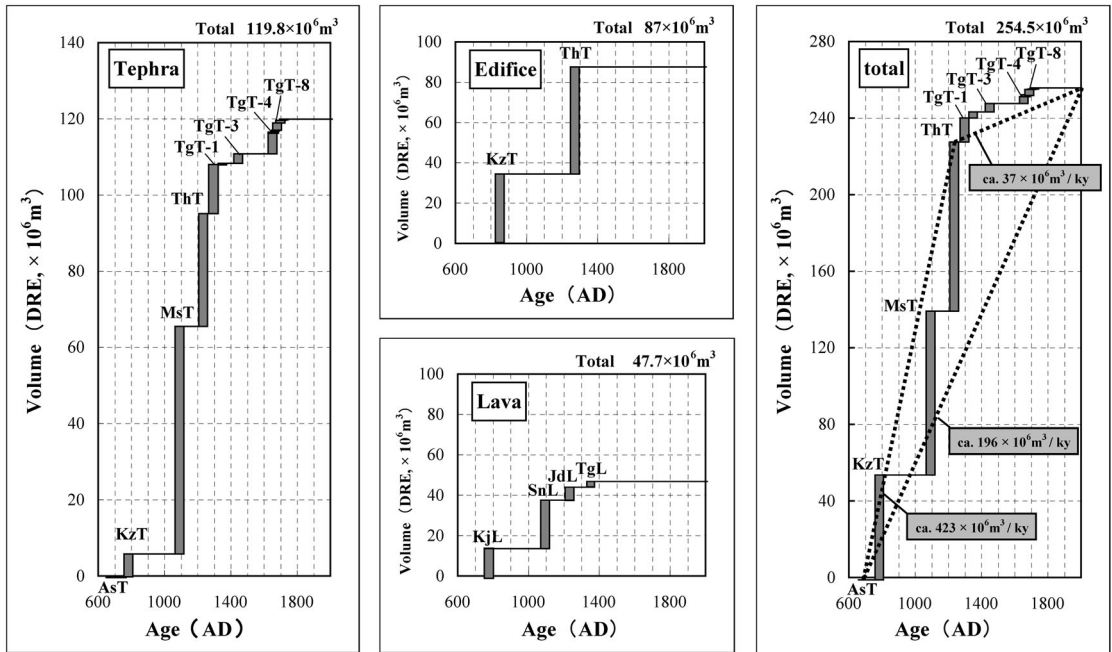 Total 119.8×10⁶m³
Tephra
140
120
100
80
60
40
20
0
Volume (DRE, × 10⁶m³)
TgT-8
TgT-4
TgT-3
TgT-1
ThT
MsT
KzT
AsT
600 1000 1400 1800
Age (AD)
Total 87×10⁶m³
Edifice
100
80
60
40
20
0
Volume (DRE, × 10⁶m³)
ThT
KzT
600 1000 1400 1800
Age (AD)
Total 47.7×10⁶m³
Lava
100
80
60
40
20
0
Volume (DRE, × 10⁶m³)
TgL
JdL
SnL
KjL
600 1000 1400 1800
Age (AD)
Total 254.5×10⁶m³
total
280
240
200
160
120
80
40
0
Volume (DRE, × 10⁶m³)
TgT-8
TgT-4
TgT-3
TgT-1
ThT
ca. 37 × 10⁶m³/ ky
MsT
ca. 196 × 10⁶m³/ ky
KzT
ca. 423 × 10⁶m³/ ky
AsT
600 1000 1400 1800
Age (AD)